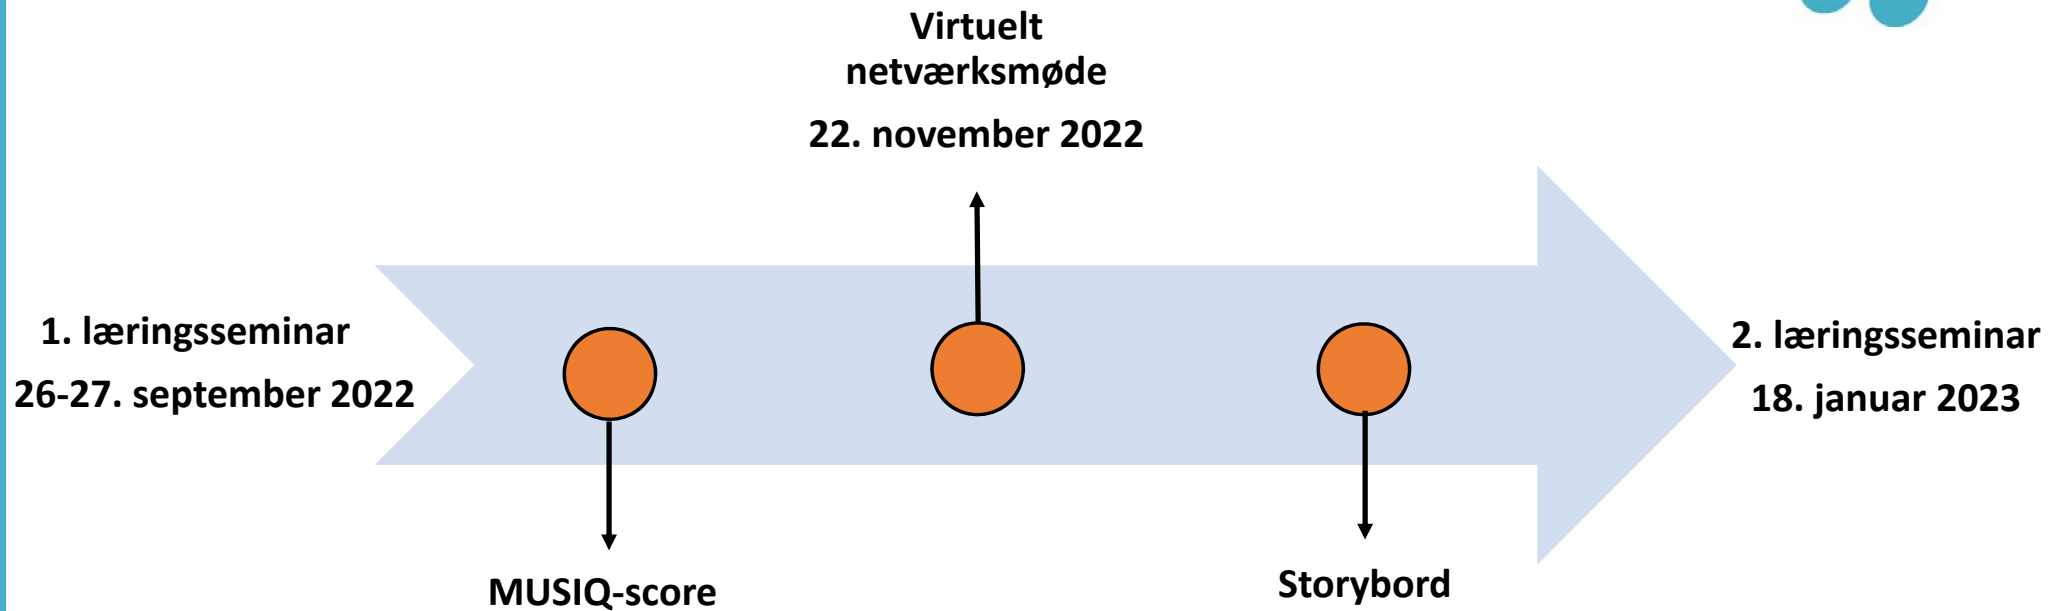 Virtuelt
netværksmøde
22. november 2022
1. læringsseminar
26-27. september 2022
2. læringsseminar
18. januar 2023
MUSIQ-score
Storybord